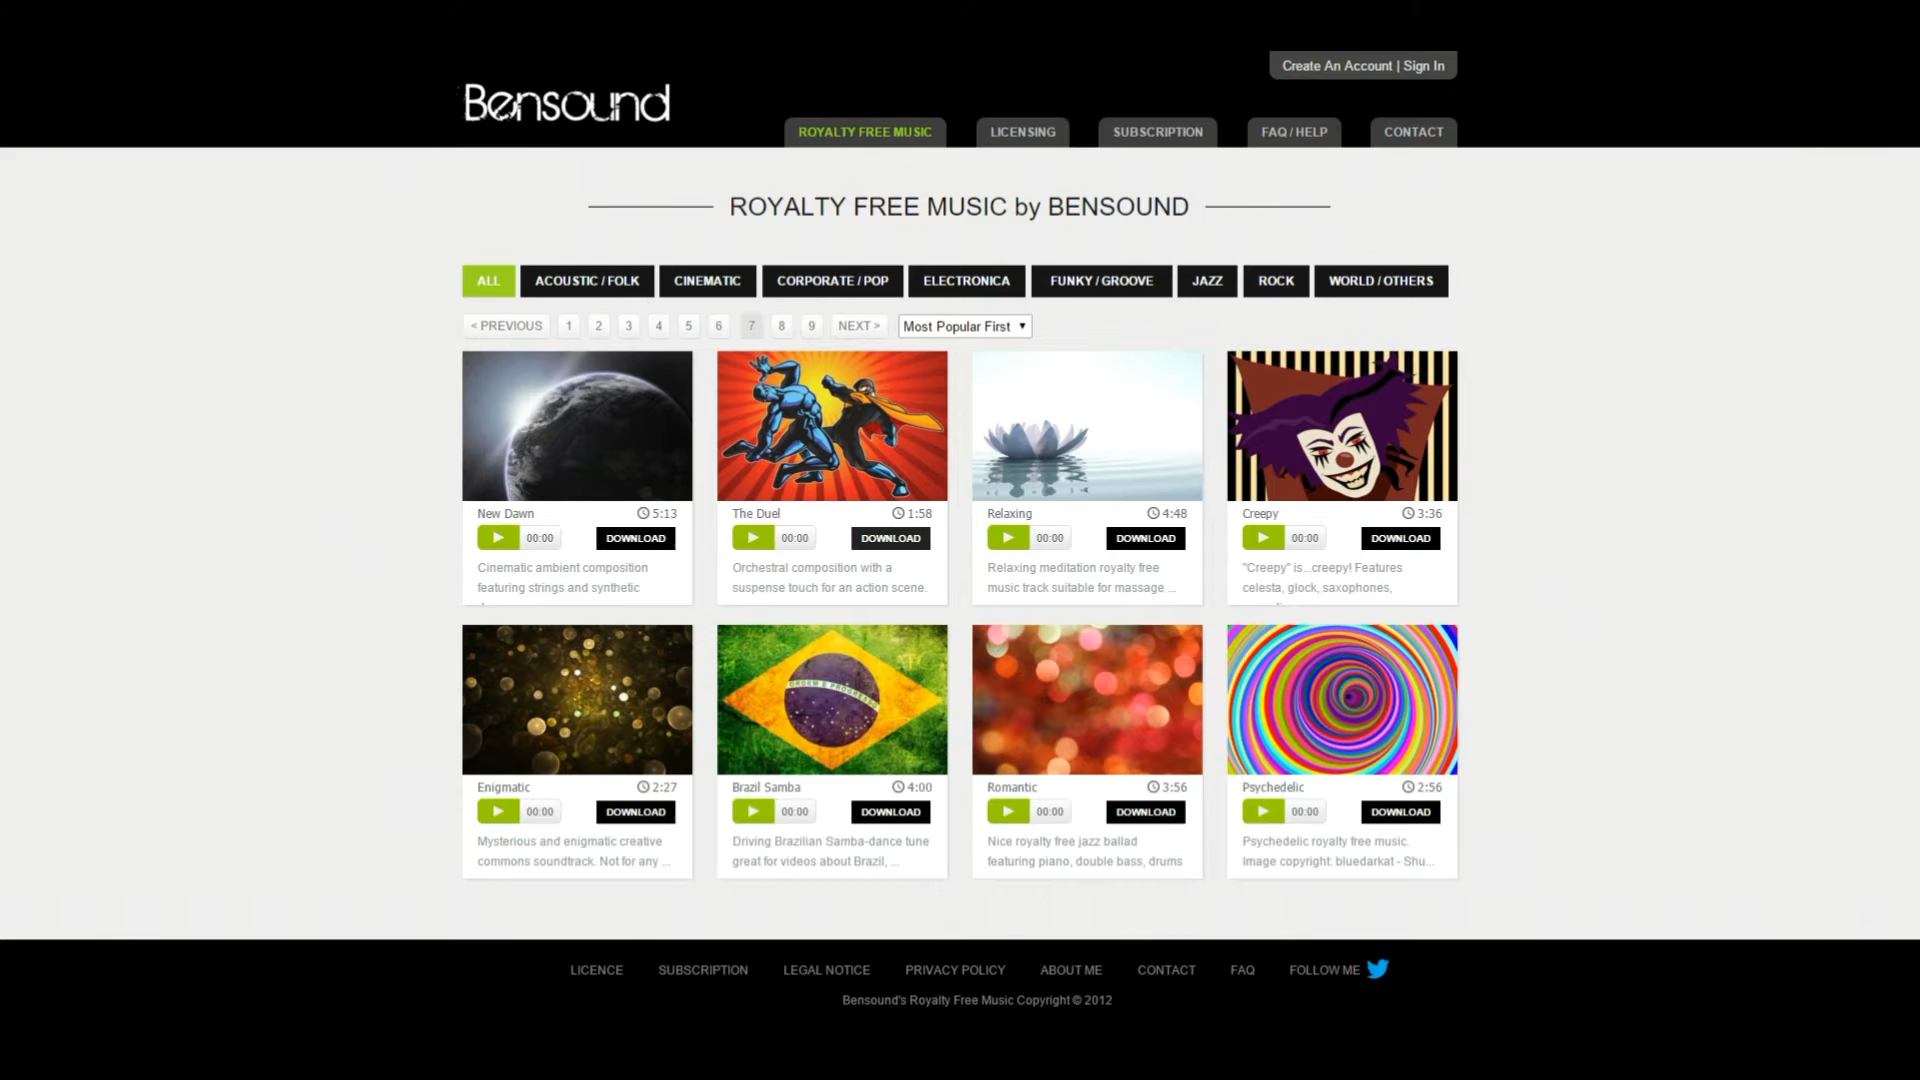 Create An Account | Sign In
Bensound
ROYALTY FREE MUSIC LICENSING SUBSCRIPTION FAQ / HELP CONTACT
ROYALTY FREE MUSIC by BENSOUND
ALL ACOUSTIC / FOLK CINEMATIC CORPORATE / POP ELECTRONICA FUNKY / GROOVE JAZZ ROCK WORLD / OTHERS
< PREVIOUS 1 2 3 4 5 6 7 8 9 NEXT > Most Popular First
New Dawn 5:13
00:00 DOWNLOAD
Cinematic ambient composition
featuring strings and synthetic
The Duel 1:58
00:00 DOWNLOAD
Orchestral composition with a
suspense touch for an action scene.
Relaxing 4:48
00:00 DOWNLOAD
Relaxing meditation royalty free
music track suitable for massage ...
Creepy 3:36
00:00 DOWNLOAD
"Creepy" is...creepy! Features
celesta, glock, saxophones,
ORDEM E PROGRESSO
Enigmatic 2:27
00:00 DOWNLOAD
Mysterious and enigmatic creative
commons soundtrack. Not for any ...
Brazil Samba 4:00
00:00 DOWNLOAD
Driving Brazilian Samba-dance tune
great for videos about Brazil, ...
Romantic 3:56
00:00 DOWNLOAD
Nice royalty free jazz ballad
featuring piano, double bass, drums
Psychedelic 2:56
00:00 DOWNLOAD
Psychedelic royalty free music.
Image copyright: bluedarkat - Shu...
LICENCE SUBSCRIPTION LEGAL NOTICE PRIVACY POLICY ABOUT ME CONTACT FAQ FOLLOW ME
Bensound's Royalty Free Music Copyright © 2012